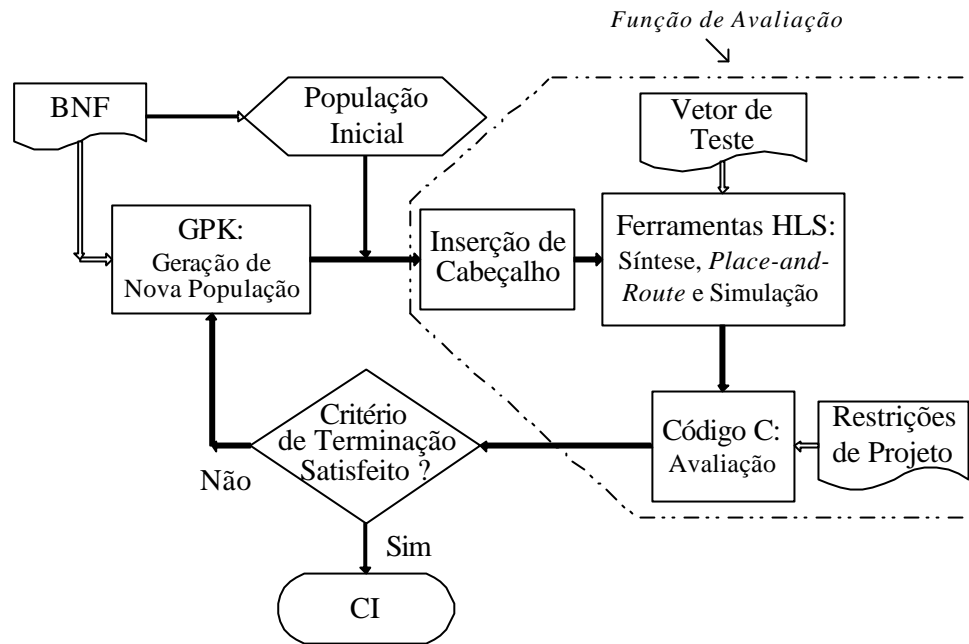 Função de Avaliação
BNF
População
Inicial
Vetor de
Teste
GPK:
Geração de
Nova População
Inserção de
Cabeçalho
Ferramentas HLS:
Síntese, Place-and-
Route e Simulação
Critério
de Terminação
Satisfeito ?
Código C:
Avaliação
Restrições
de Projeto
Não
Sim
CI